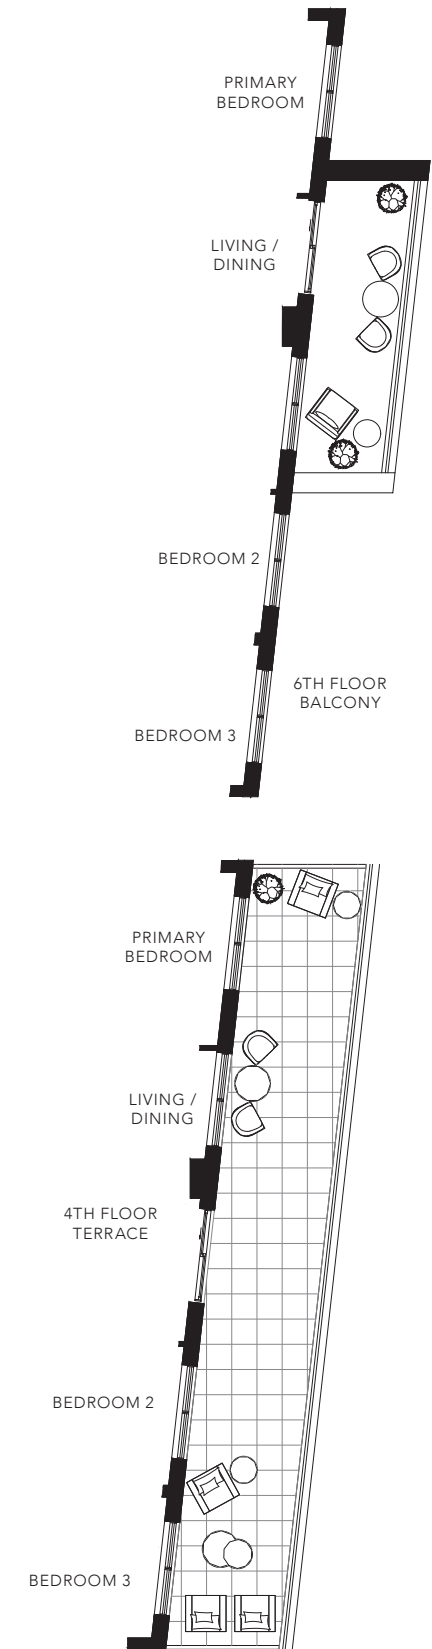 PRIMARY
BEDROOM
LIVING /
DINING
BEDROOM 2
6TH FLOOR
BALCONY
BEDROOM 3
PRIMARY
BEDROOM
LIVING /
DINING
4TH FLOOR
TERRACE
BEDROOM 2
BEDROOM 3